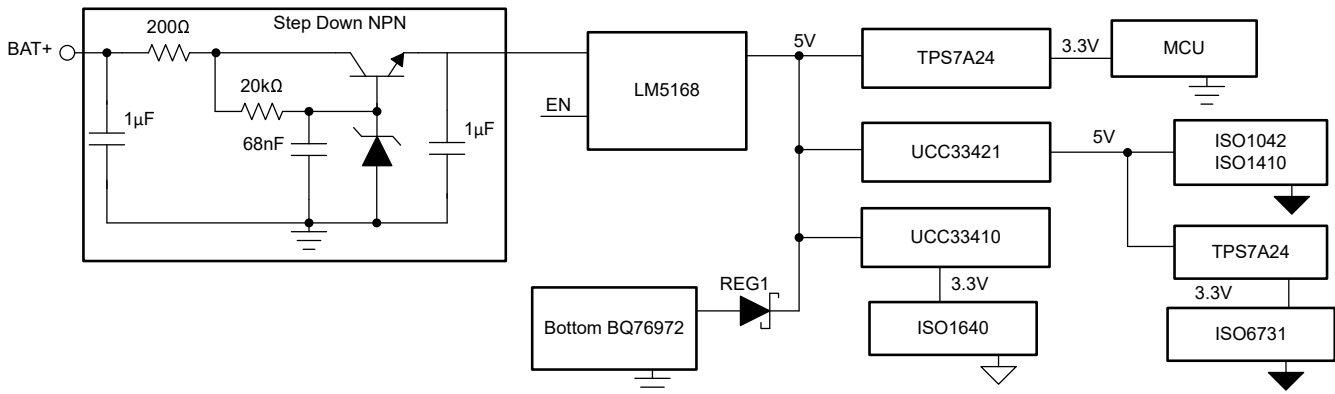 Step Down NPN
BAT+
200Ω
20kΩ
1µF
68nF
1µF
LM5168
EN
5V
TPS7A24
3.3V
MCU
UCC33421
5V
ISO1042
ISO1410
UCC33410
TPS7A24
3.3V
3.3V
REG1
Bottom BQ76972
ISO1640
ISO6731